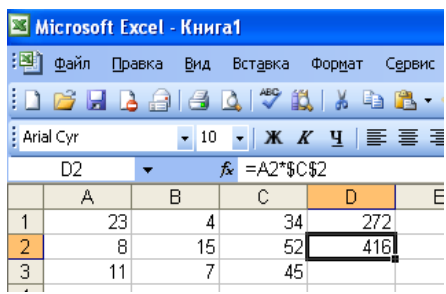 Microsoft Excel - Книга1
Файл Правка Вид Вставка Формат Сервис
ABC
Arial Cyr 10 Ж К Ч
D2 fx =A2*$C$2
A B C D E
1 23 4 34 272
2 8 15 52 416
3 11 7 45